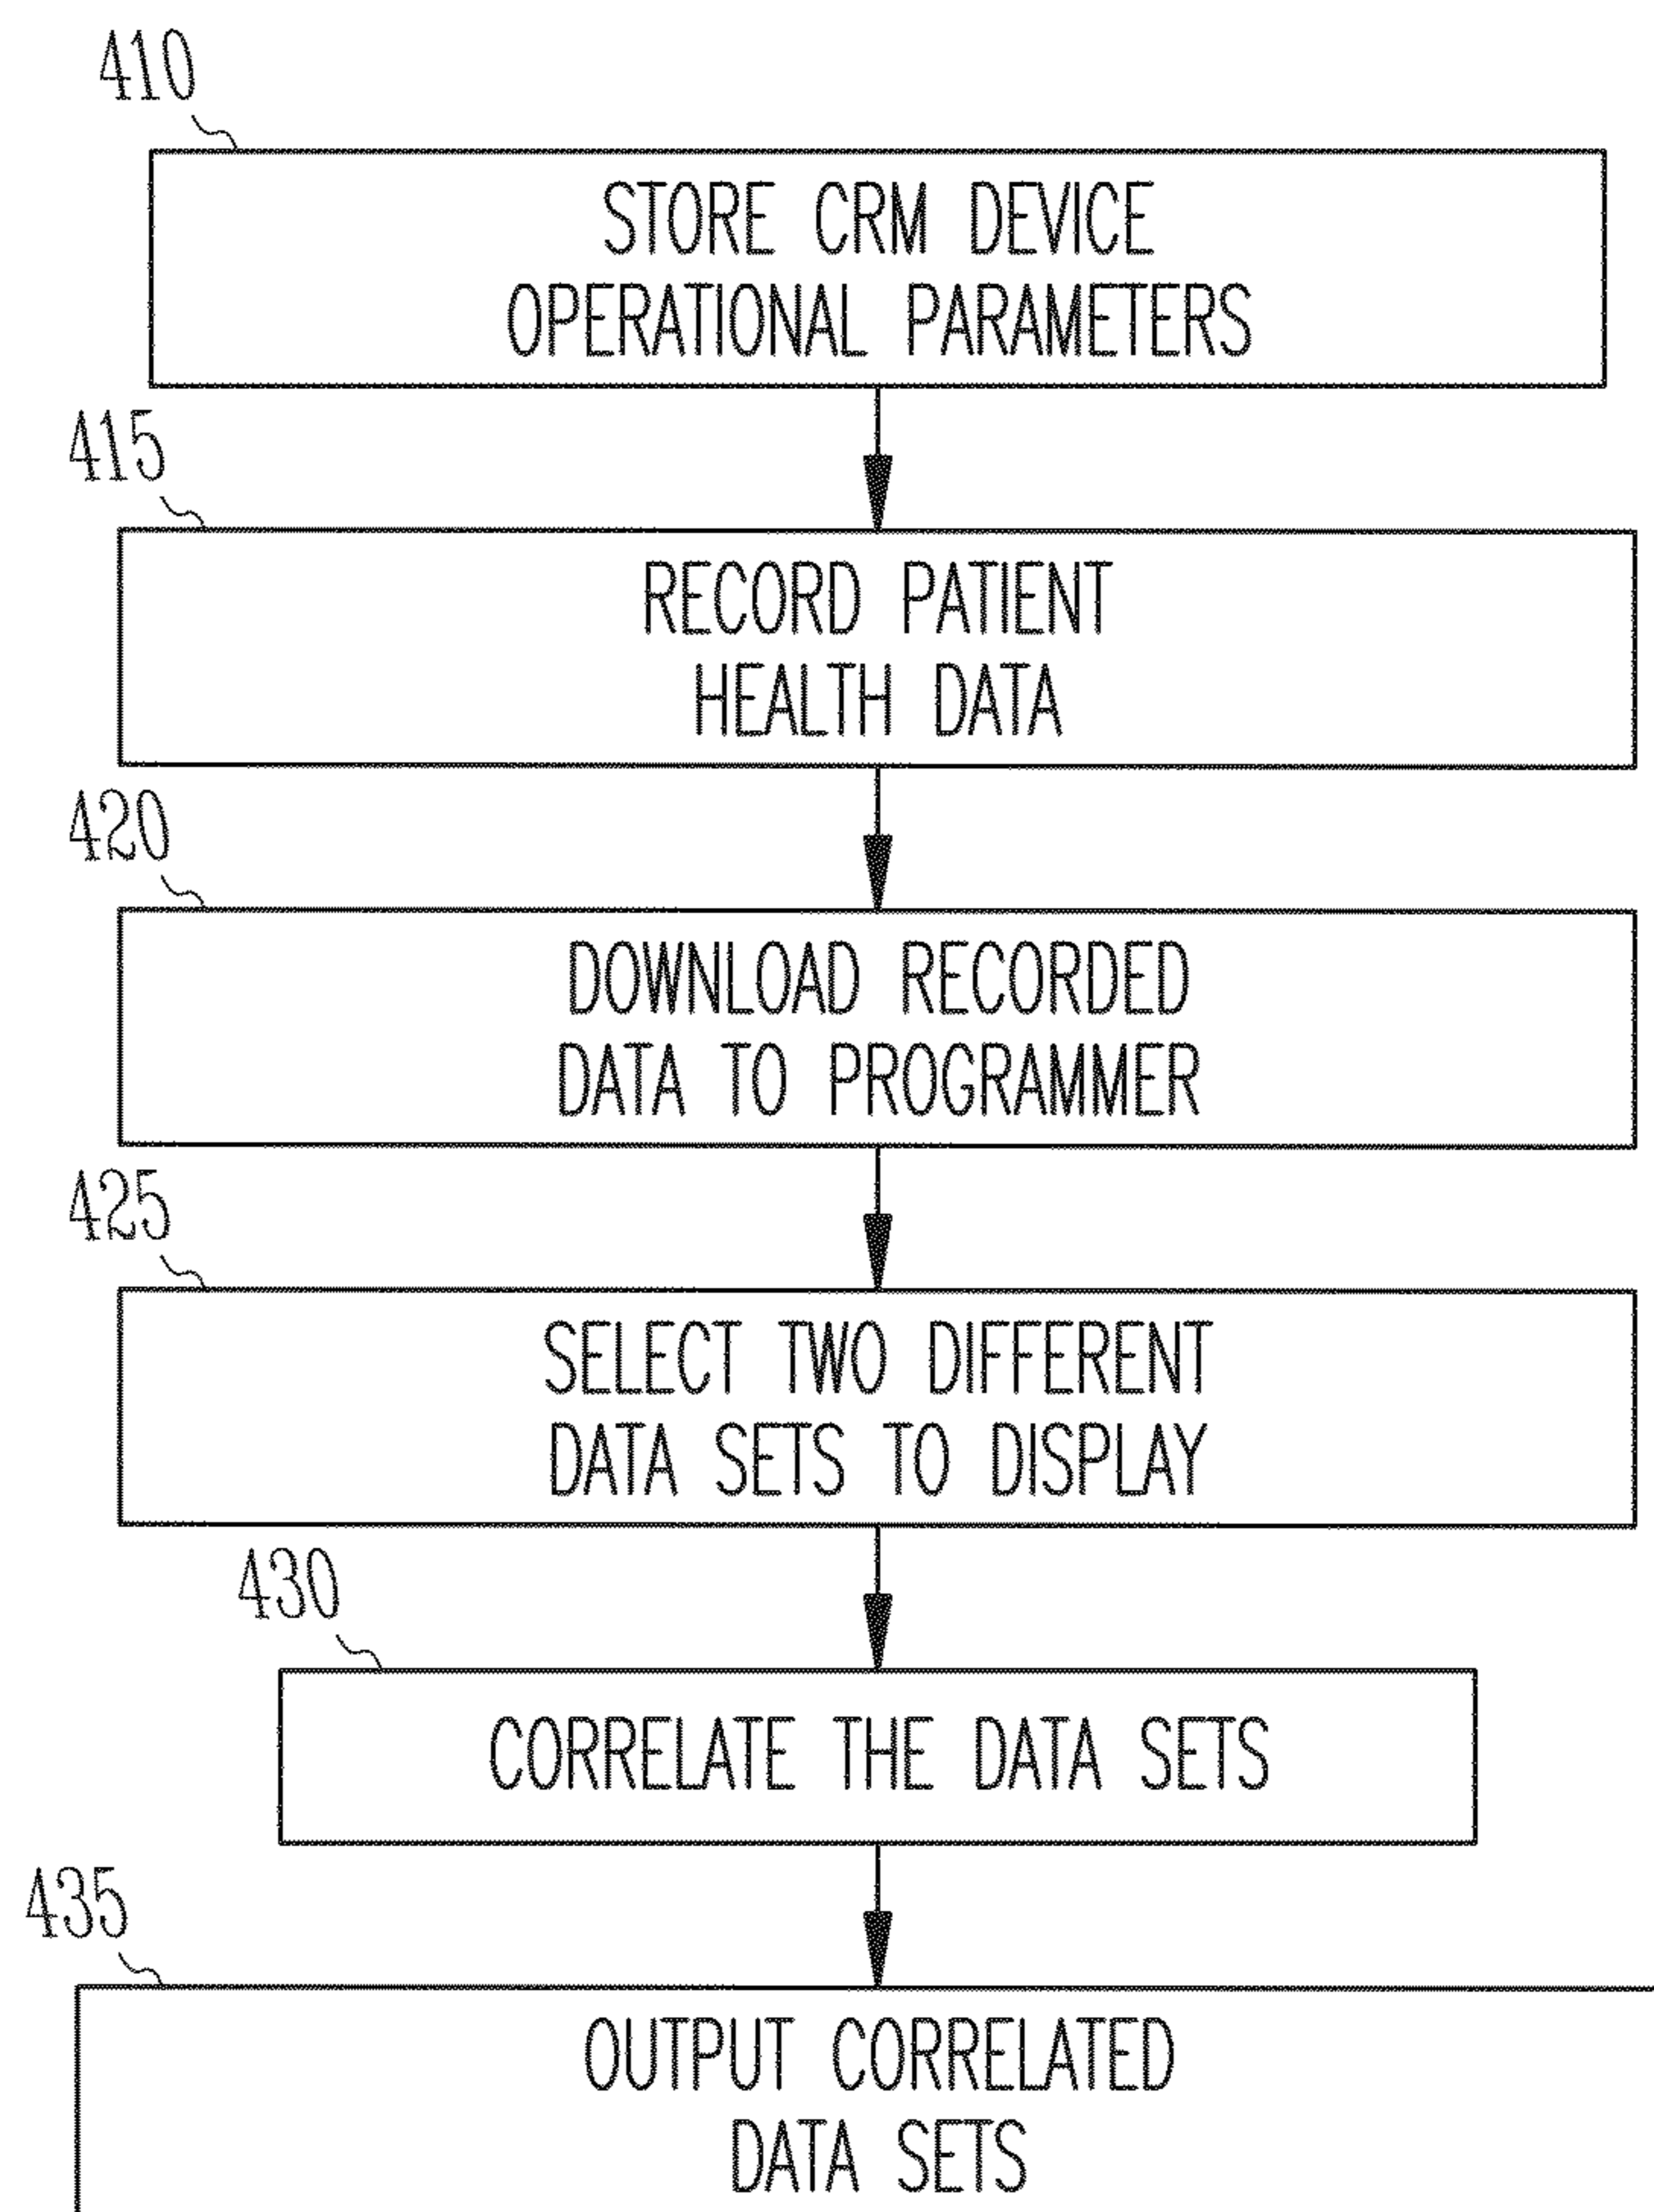 410
STORE CRM DEVICE
OPERATIONAL PARAMETERS
415
RECORD PATIENT
HEALTH DATA
420
DOWNLOAD RECORDED
DATA TO PROGRAMMER
425
SELECT TWO DIFFERENT
DATA SETS TO DISPLAY
430
CORRELATE THE DATA SETS
435
OUTPUT CORRELATED
DATA SETS